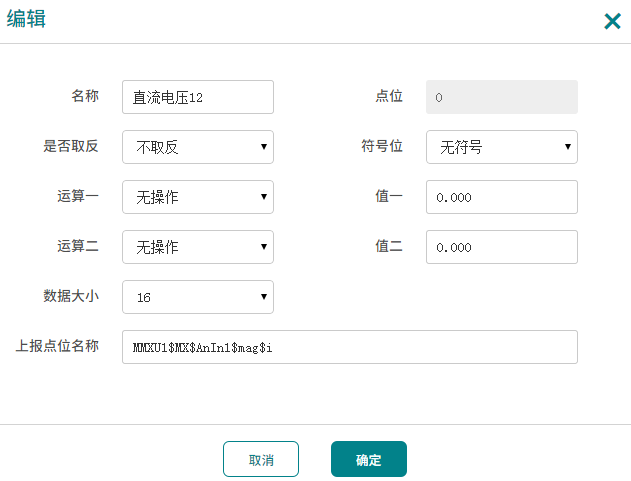 编辑
名称 直流电压12 点位 0
是否取反 不取反 符号位 无符号
运算一 无操作 值一 0.000
运算二 无操作 值二 0.000
数据大小 16
上报点位名称 MMXU1$MX$AnIn1$mag$i
取消 确定